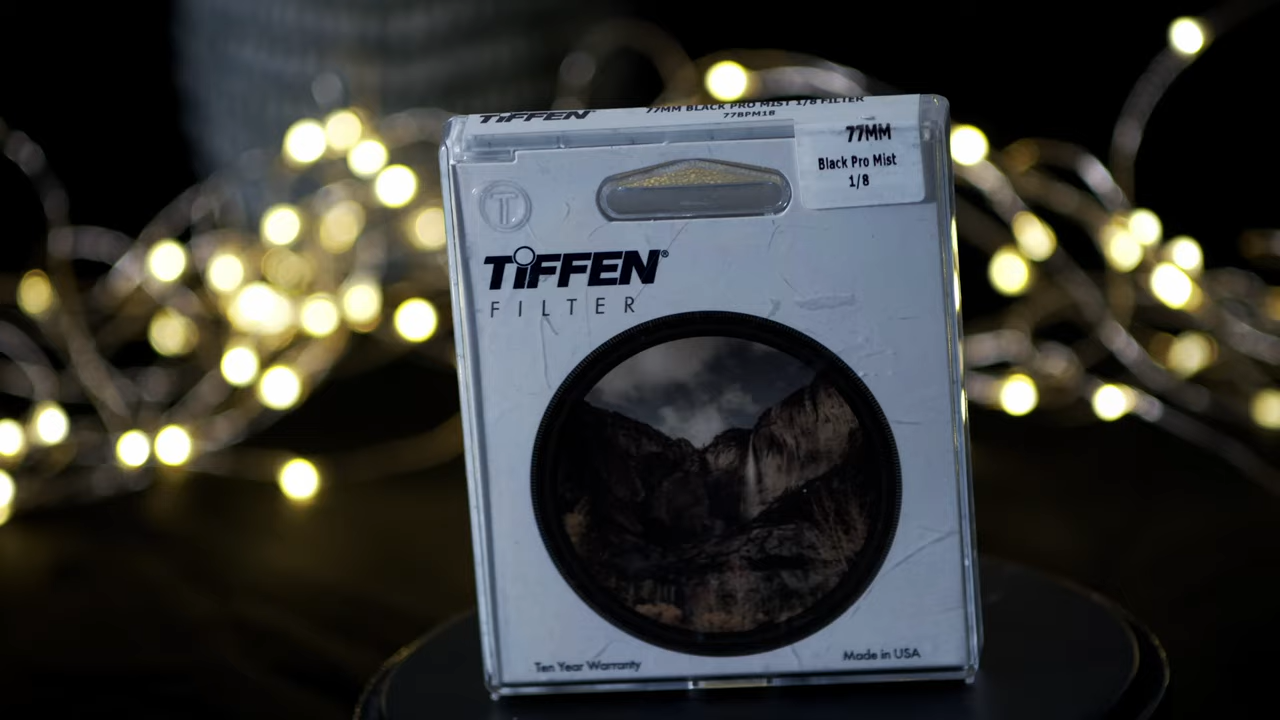 TIFFEN
77MM BLACK PRO MIST 1/8 FILTER
77BPM18
77MM
Black Pro Mist
1/8
T
TIFFEN®
FILTER
Ten Year Warranty
Made in USA